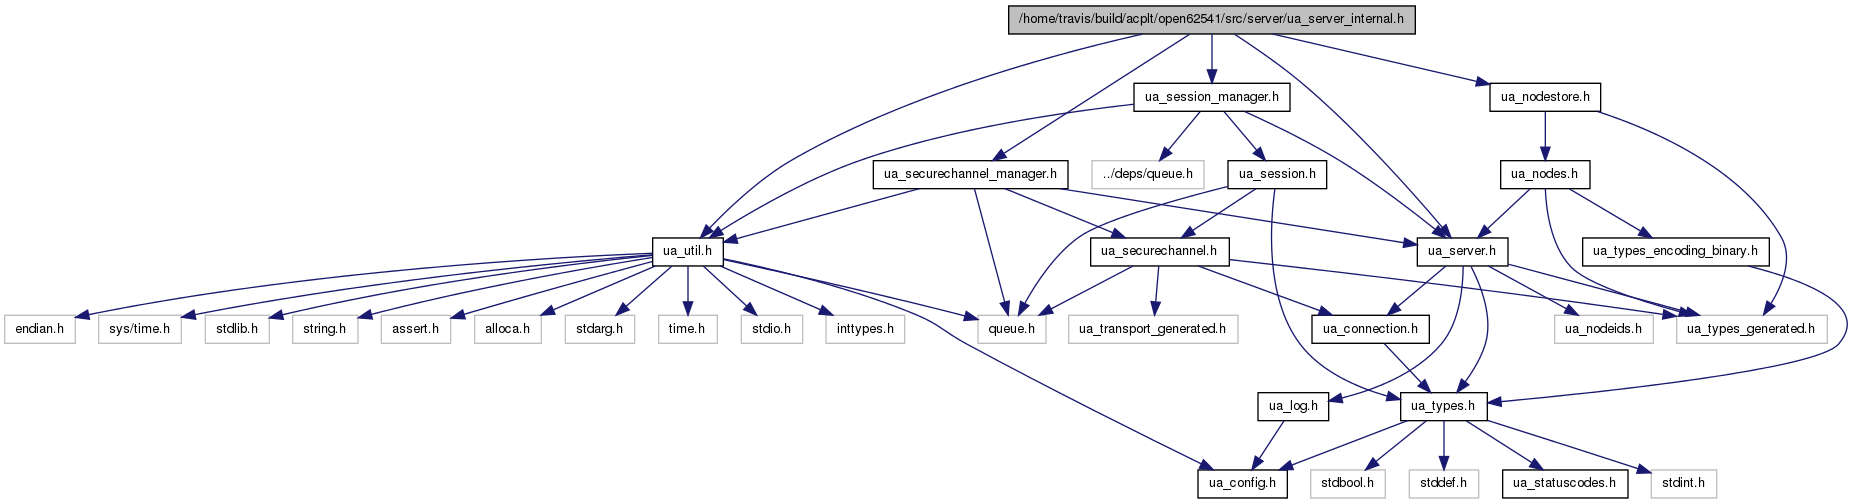 /home/travis/build/acplt/open62541/src/server/ua_server_internal.h
ua_session_manager.h
ua_nodestore.h
ua_securechannel_manager.h
../deps/queue.h
ua_session.h
ua_nodes.h
ua_util.h
ua_securechannel.h
ua_server.h
ua_types_encoding_binary.h
endian.h
sys/time.h
stdlib.h
string.h
assert.h
alloca.h
stdarg.h
time.h
stdio.h
inttypes.h
queue.h
ua_transport_generated.h
ua_connection.h
ua_nodeids.h
ua_types_generated.h
ua_log.h
ua_types.h
ua_config.h
stdbool.h
stddef.h
ua_statuscodes.h
stdint.h